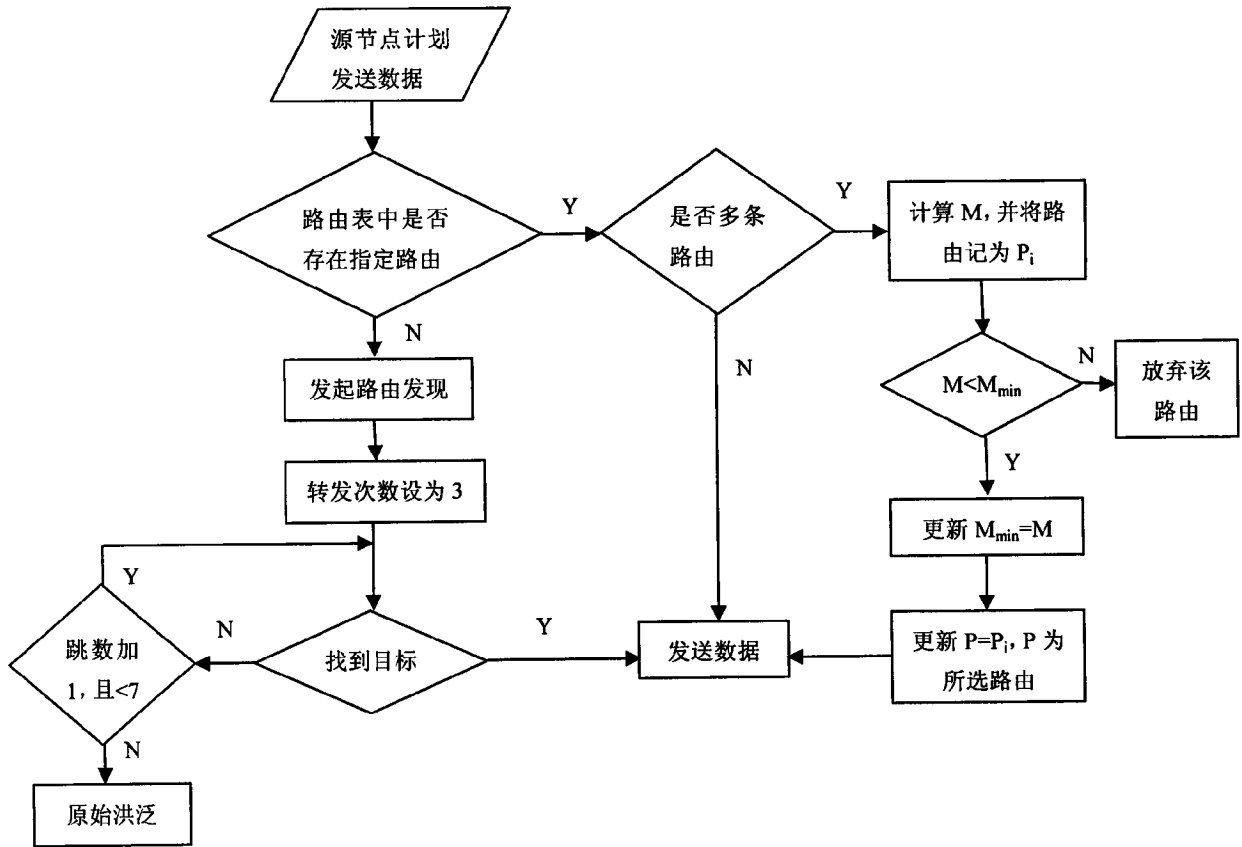 源节点计划
发送数据
路由表中是否
存在指定路由
Y
是否多条
路由
Y
计算 M, 并将路
由记为 Pi
N
发起路由发现
N
M<Mmin
N
放弃该
路由
Y
转发次数设为 3
更新 Mmin=M
Y
跳数加
1, 且<7
N
找到目标
Y
发送数据
更新 P=Pi, P 为
所选路由
N
原始洪泛